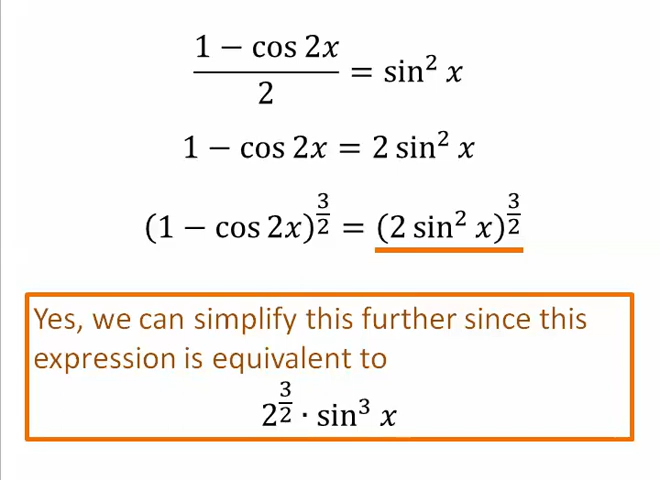 (1 − cos 2x)/2 = sin² x
1 − cos 2x = 2 sin² x
(1 − cos 2x)^(3/2) = (2 sin² x)^(3/2)
Yes, we can simplify this further since this
expression is equivalent to
2^(3/2) · sin³ x